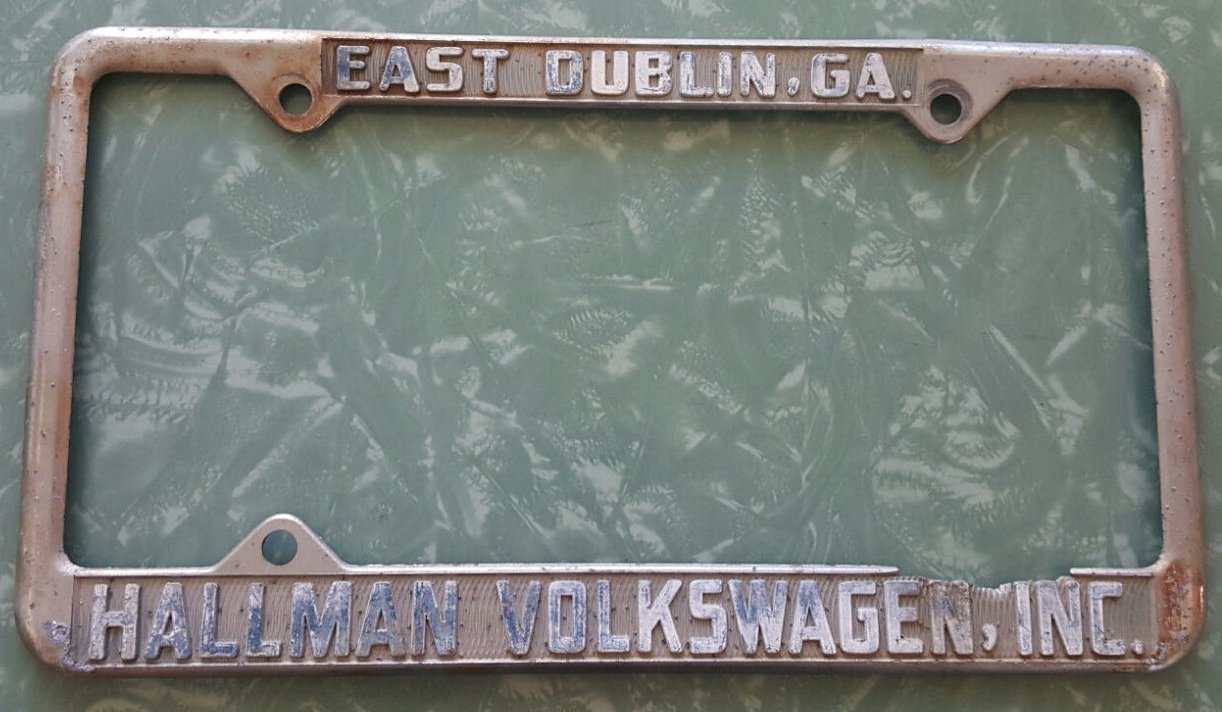 EAST DUBLIN, GA.
HALLMAN VOLKSWAGEN, INC.